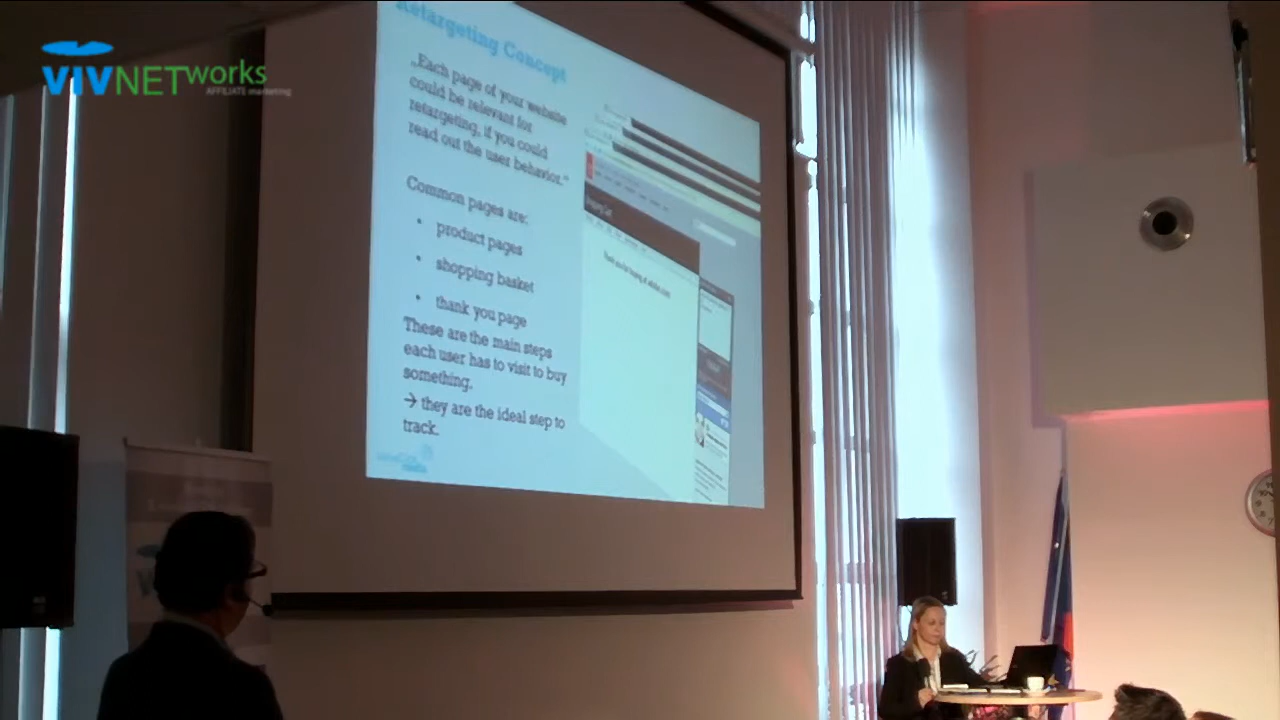 VIVNETworks
AFFILIATE marketing
Retargeting Concept
„Each page of your website
could be relevant for
retargeting, if you could
read out the user behavior."
Common pages are:
• product pages
• shopping basket
• thank you page
These are the main steps
each user has to visit to buy
something.
→ they are the ideal step to
track.